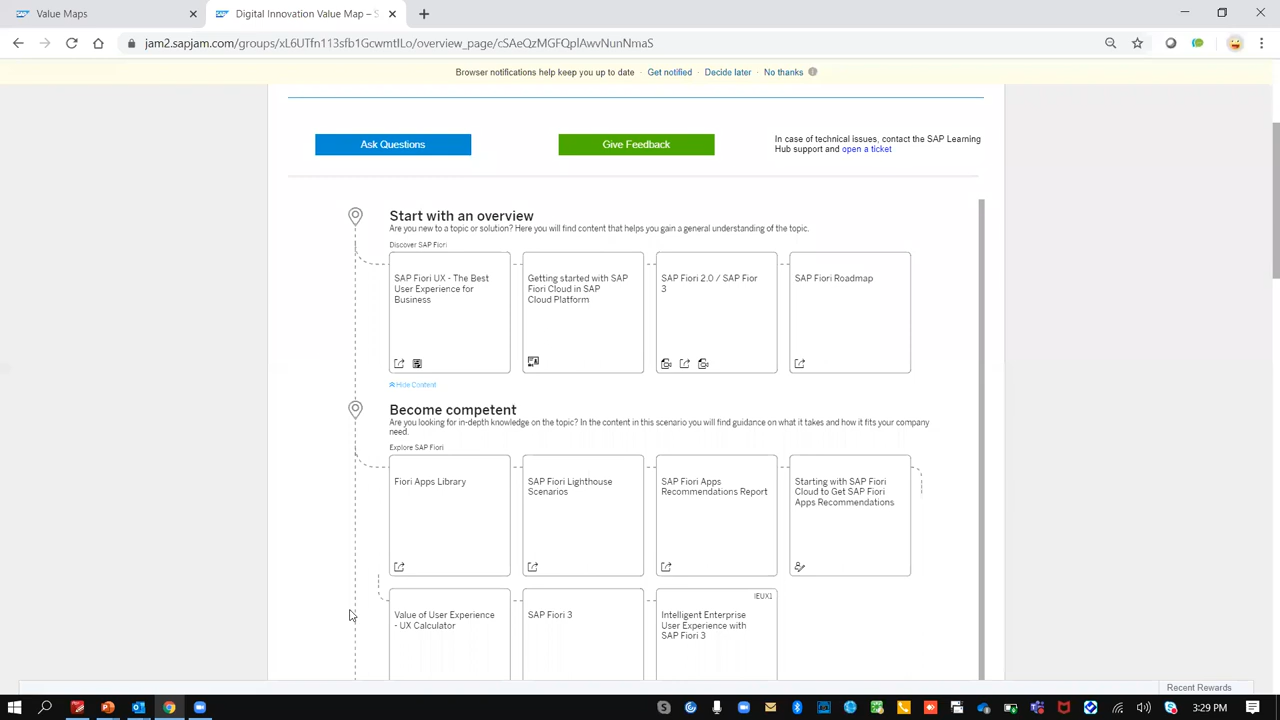 Value Maps
Digital Innovation Value Map – S
jam2.sapjam.com/groups/xL6UTfn113sfb1GcwmtILo/overview_page/cSAeQzMGFQplAwvNunNmaS
Browser notifications help keep you up to date · Get notified · Decide later · No thanks
Ask Questions
Give Feedback
In case of technical issues, contact the SAP Learning
Hub support and open a ticket
Start with an overview
Are you new to a topic or solution? Here you will find content that helps you gain a general understanding of the topic.
Discover SAP Fiori
SAP Fiori UX - The Best
User Experience for
Business
Getting started with SAP
Fiori Cloud in SAP
Cloud Platform
SAP Fiori 2.0 / SAP Fior
3
SAP Fiori Roadmap
Hide Content
Become competent
Are you looking for in-depth knowledge on the topic? In the content in this scenario you will find guidance on what it takes and how it fits your company
need.
Explore SAP Fiori
Fiori Apps Library
SAP Fiori Lighthouse
Scenarios
SAP Fiori Apps
Recommendations Report
Starting with SAP Fiori
Cloud to Get SAP Fiori
Apps Recommendations
Value of User Experience
- UX Calculator
SAP Fiori 3
IEUX1
Intelligent Enterprise
User Experience with
SAP Fiori 3
Recent Rewards
3:29 PM